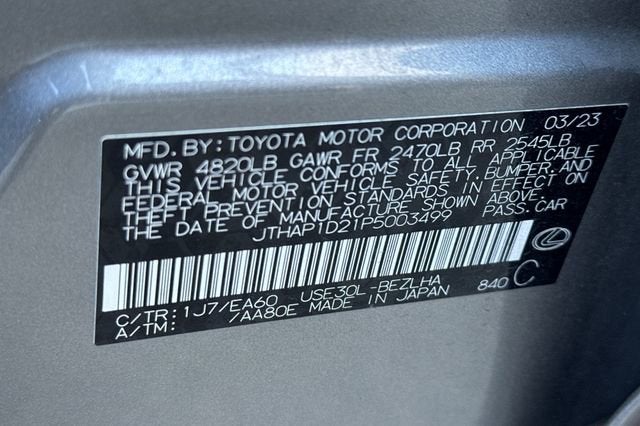 MFD. BY: TOYOTA MOTOR CORPORATION 03/23
GVWR 4820LB GAWR FR 2470LB RR 2545LB
THIS VEHICLE CONFORMS TO ALL APPLICABLE
FEDERAL MOTOR VEHICLE SAFETY, BUMPER, AND
THEFT PREVENTION STANDARDS IN EFFECT ON
THE DATE OF MANUFACTURE SHOWN ABOVE.
JTHAP1D21P5003499 PASS. CAR
C/TR: 1J7/EA60 USE30L-BEZLHA
A/TM: /AA80E MADE IN JAPAN 840 C